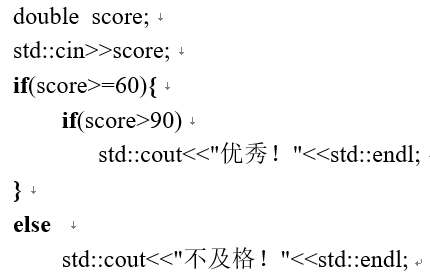 double  score;
std::cin>>score;
if(score>=60){
if(score>90)
std::cout<<"优秀！"<<std::endl;
}
else
std::cout<<"不及格！"<<std::endl;